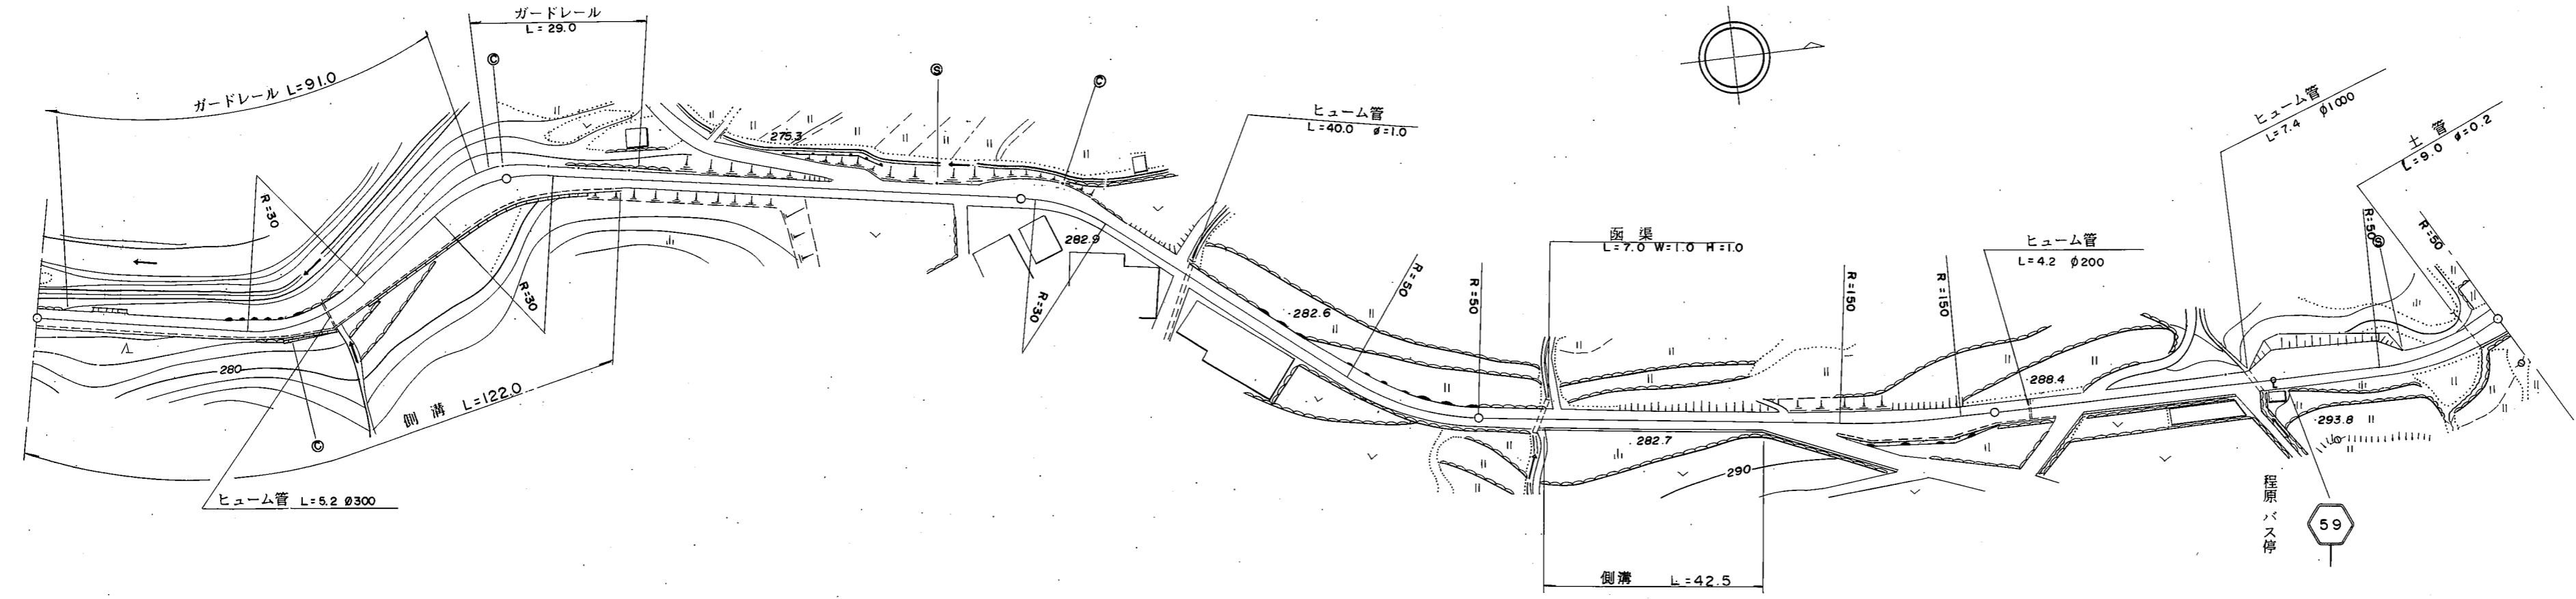 ガードレール L=91.0
ガードレール
L=29.0
Ⓒ
Ⓢ
Ⓒ
ヒューム管
L=40.0 φ=1.0
ヒューム管
L=7.4 φ1000
土管
L=9.0 φ=0.2
275.3
R=30
R=30
282.9
R=30
函渠
L=7.0 W=1.0 H=1.0
ヒューム管
L=4.2 φ200
R=50
Ⓢ
R=50
R=50
R=50
R=150
R=150
282.6
280
288.4
側溝 L=122.0
Ⓒ
282.7
290
293.8
ヒューム管 L=5.2 φ300
程原バス停
59
側溝 L=42.5